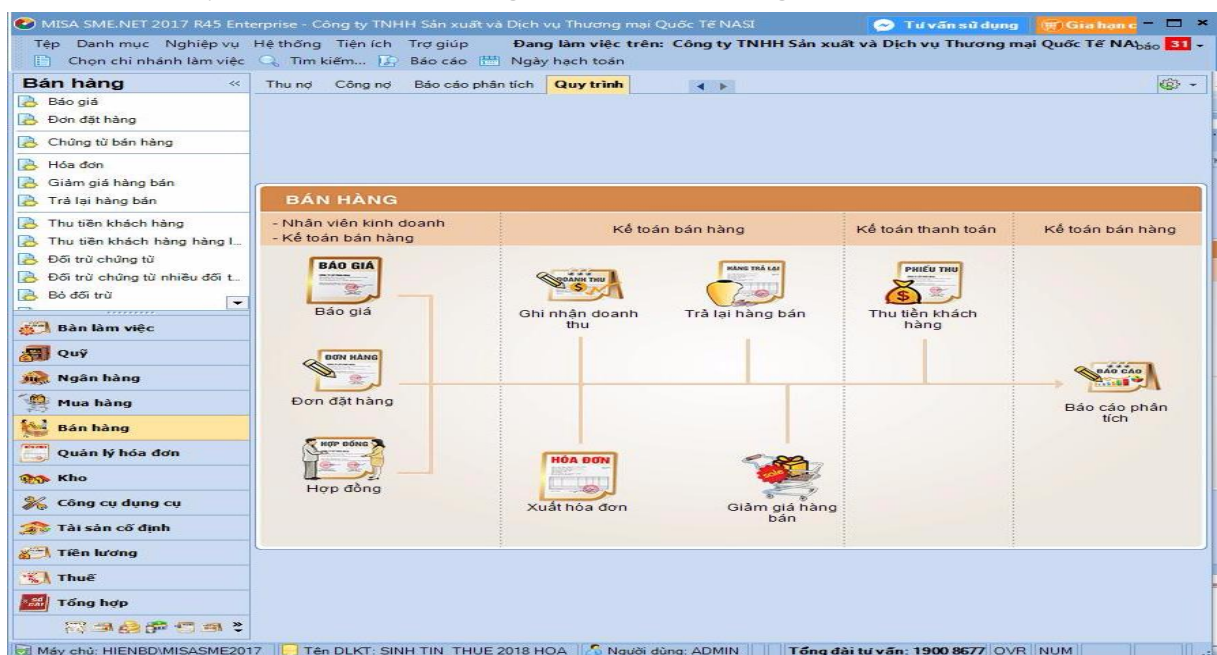 MISA SME.NET 2017 R45 Enterprise - Công ty TNHH Sản xuất và Dịch vụ Thương mại Quốc Tế NASI
Tư vấn sử dụng
Gia hạn c
Tệp Danh mục Nghiệp vụ Hệ thống Tiện ích Trợ giúp Đang làm việc trên: Công ty TNHH Sản xuất và Dịch vụ Thương mại Quốc Tế NA báo 31
Chọn chi nhánh làm việc Tìm kiếm... Báo cáo Ngày hạch toán
Bán hàng «
Thu nợ Công nợ Báo cáo phân tích Quy trình
Báo giá
Đơn đặt hàng
Chứng từ bán hàng
Hóa đơn
Giảm giá hàng bán
Trả lại hàng bán
Thu tiền khách hàng
Thu tiền khách hàng hàng l...
Đối trừ chứng từ
Đối trừ chứng từ nhiều đối t...
Bỏ đối trừ
Bàn làm việc
Quỹ
Ngân hàng
Mua hàng
Bán hàng
Quản lý hóa đơn
Kho
Công cụ dụng cụ
Tài sản cố định
Tiền lương
Thuế
Tổng hợp
BÁN HÀNG
- Nhân viên kinh doanh
- Kế toán bán hàng
Kế toán bán hàng
Kế toán thanh toán
Kế toán bán hàng
BÁO GIÁ
Báo giá
DOANH THU
Ghi nhận doanh
thu
HÀNG TRẢ LẠI
Trả lại hàng bán
PHIẾU THU
Thu tiền khách
hàng
ĐƠN HÀNG
Đơn đặt hàng
BÁO CÁO
Báo cáo phân
tích
HỢP ĐỒNG
Hợp đồng
HÓA ĐƠN
Xuất hóa đơn
sale
Giảm giá hàng
bán
Máy chủ: HIENBD\MISASME2017 Tên DLKT: SINH TIN_THUE 2018 HOA Người dùng: ADMIN Tổng đài tư vấn: 1900 8677 OVR NUM